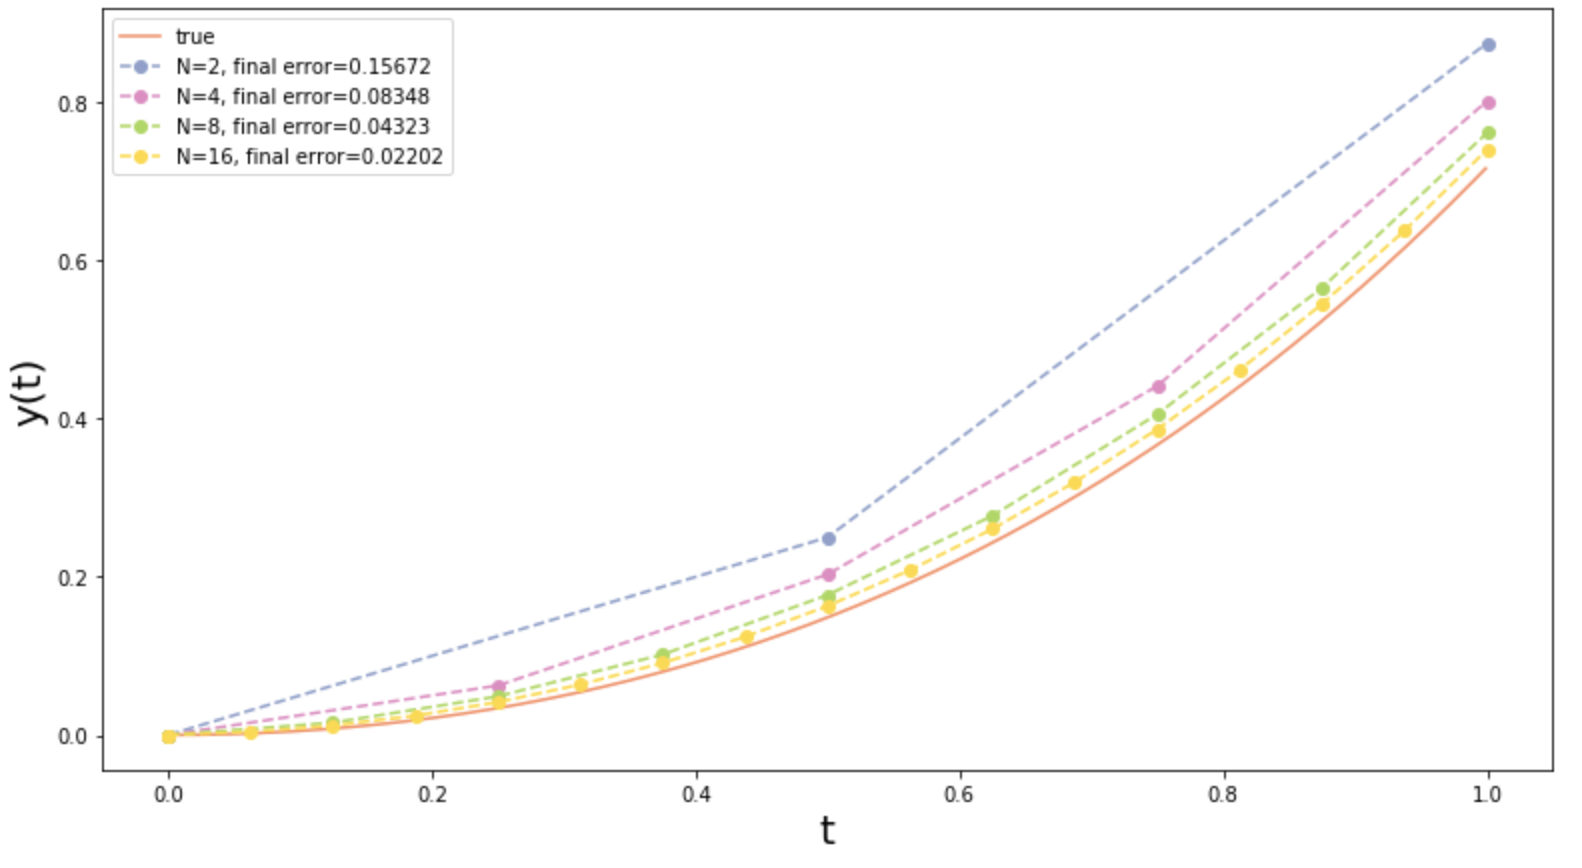 true
N=2, final error=0.15672
N=4, final error=0.08348
N=8, final error=0.04323
N=16, final error=0.02202
y(t)
0.8
0.6
0.4
0.2
0.0
0.0 0.2 0.4 0.6 0.8 1.0
t